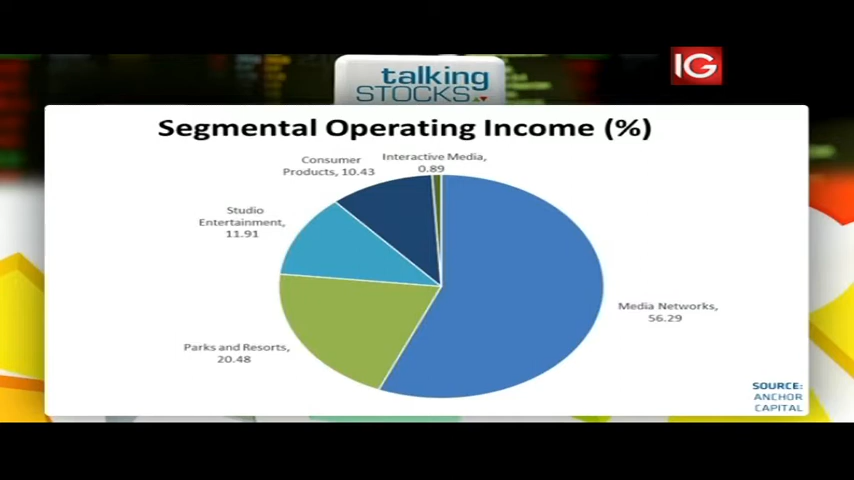 talking
STOCKS
IG
Segmental Operating Income (%)
Consumer
Products, 10.43
Interactive Media,
0.89
Studio
Entertainment,
11.91
Media Networks,
56.29
Parks and Resorts,
20.48
SOURCE:
ANCHOR
CAPITAL